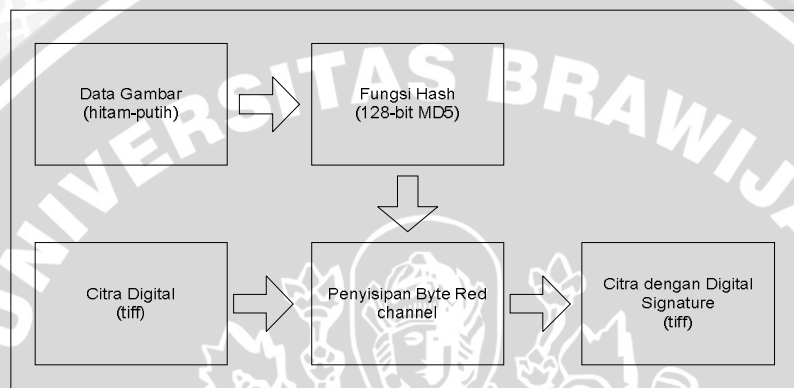 UNIVERSITAS BRAWIJA
Data Gambar
(hitam-putih)
Fungsi Hash
(128-bit MD5)
Citra Digital
(tiff)
Penyisipan Byte Red
channel
Citra dengan Digital
Signature
(tiff)